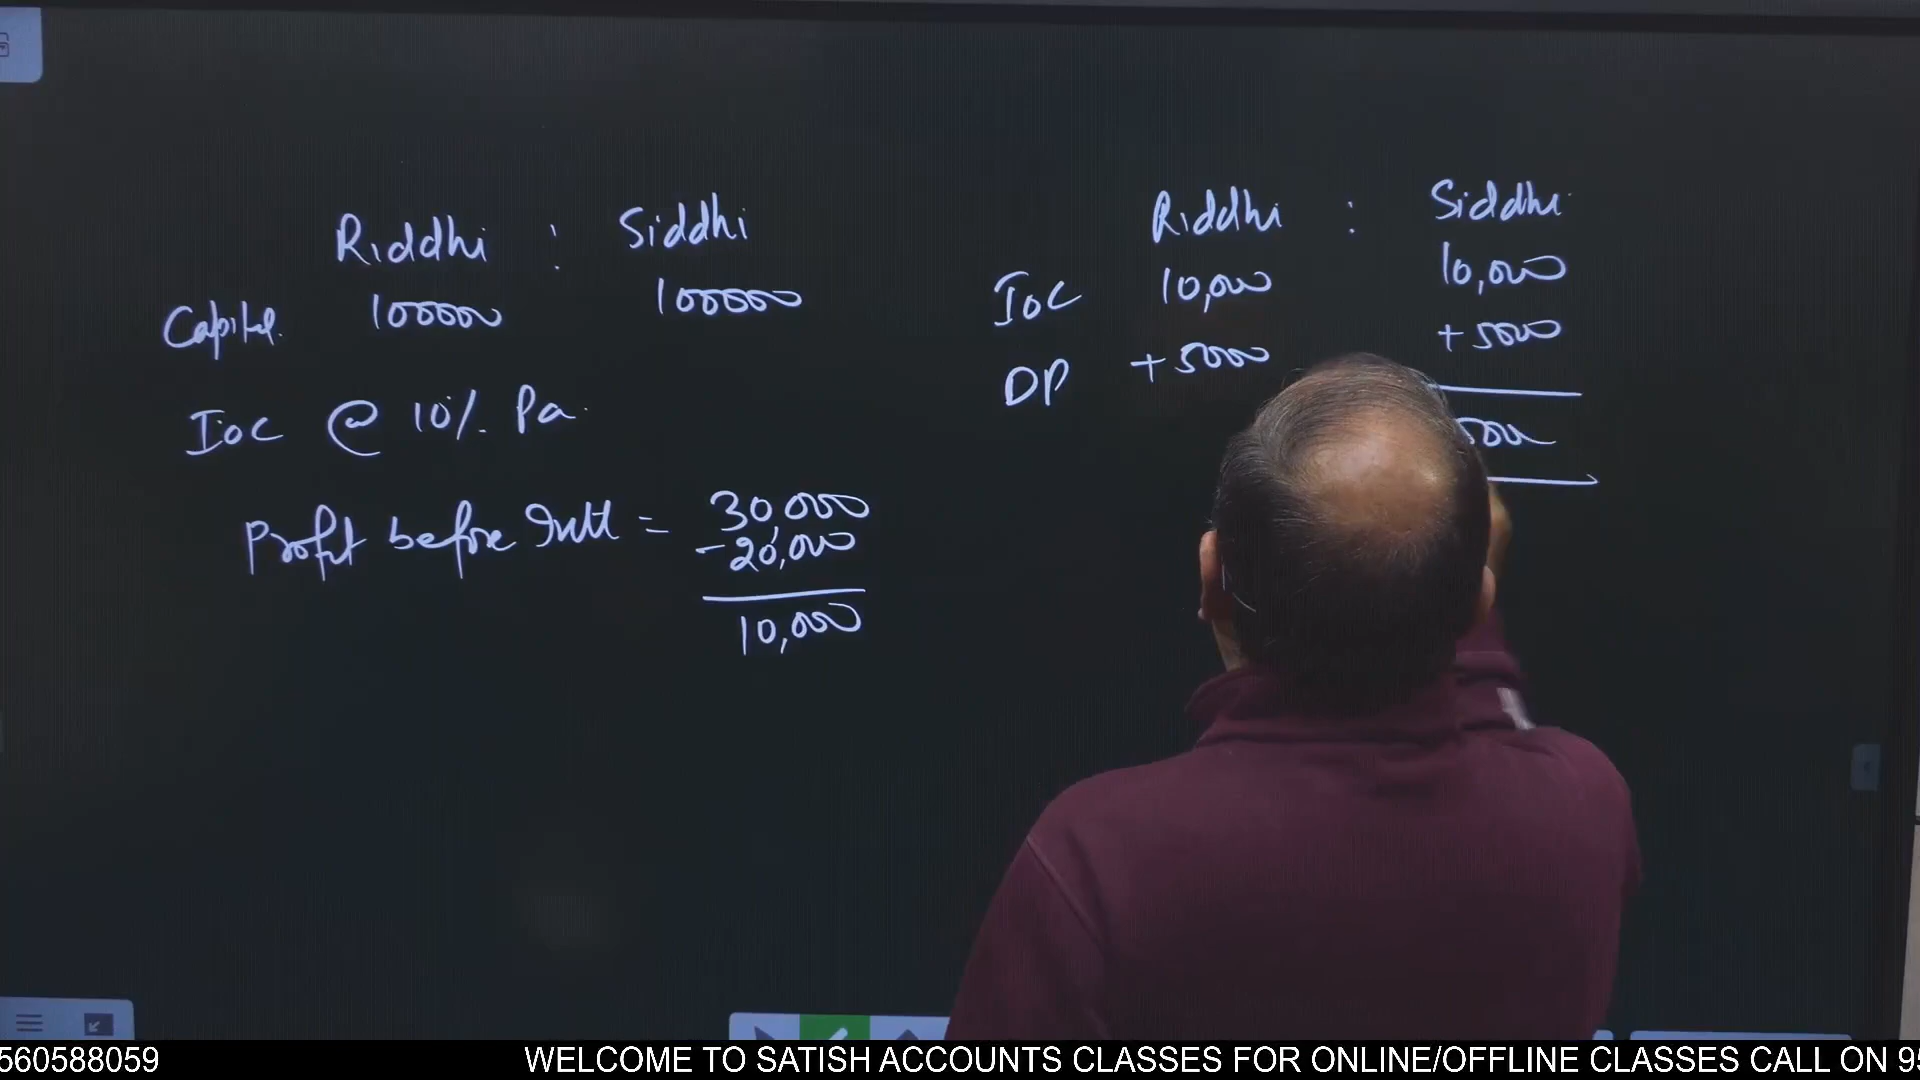 Riddhi : Siddhi
Capital. 100000 100000
IOC @ 10% Pa.
Profit before Intt = 30,000
- 20,000
10,000
Riddhi : Siddhi
IOC 10,000 10,000
DP + 5000 + 5000
560588059 WELCOME TO SATISH ACCOUNTS CLASSES FOR ONLINE/OFFLINE CLASSES CALL ON 95